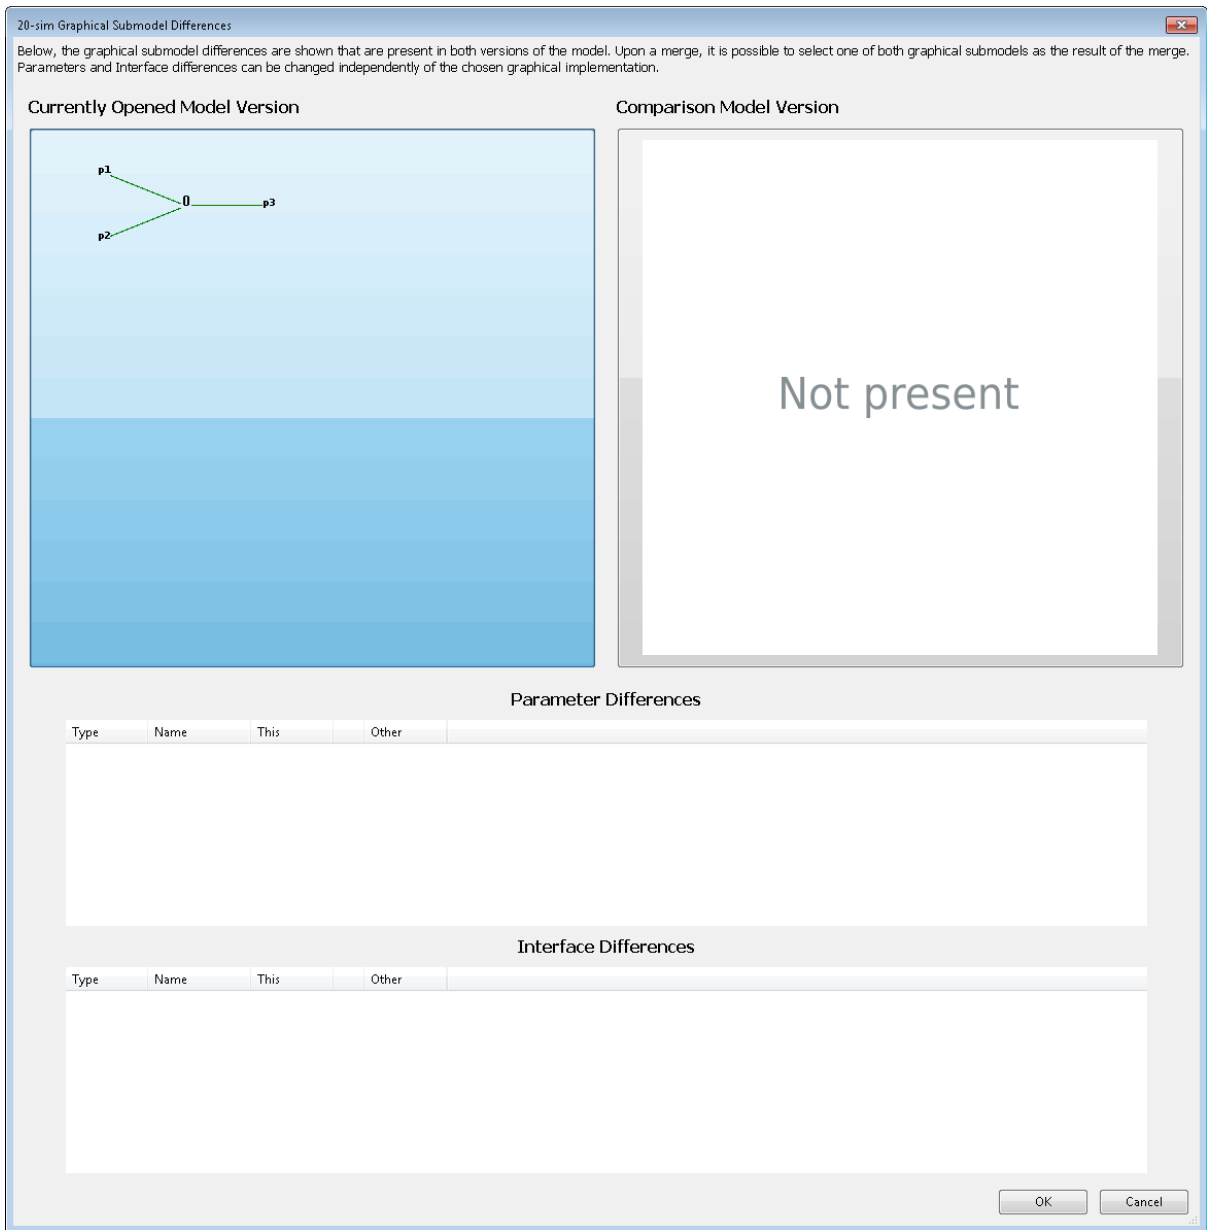 20-sim Graphical Submodel Differences
Below, the graphical submodel differences are shown that are present in both versions of the model. Upon a merge, it is possible to select one of both graphical submodels as the result of the merge.
Parameters and Interface differences can be changed independently of the chosen graphical implementation.
Currently Opened Model Version
Comparison Model Version
p1
0
p3
p2
Not present
Parameter Differences
Type Name This Other
Interface Differences
Type Name This Other
OK Cancel